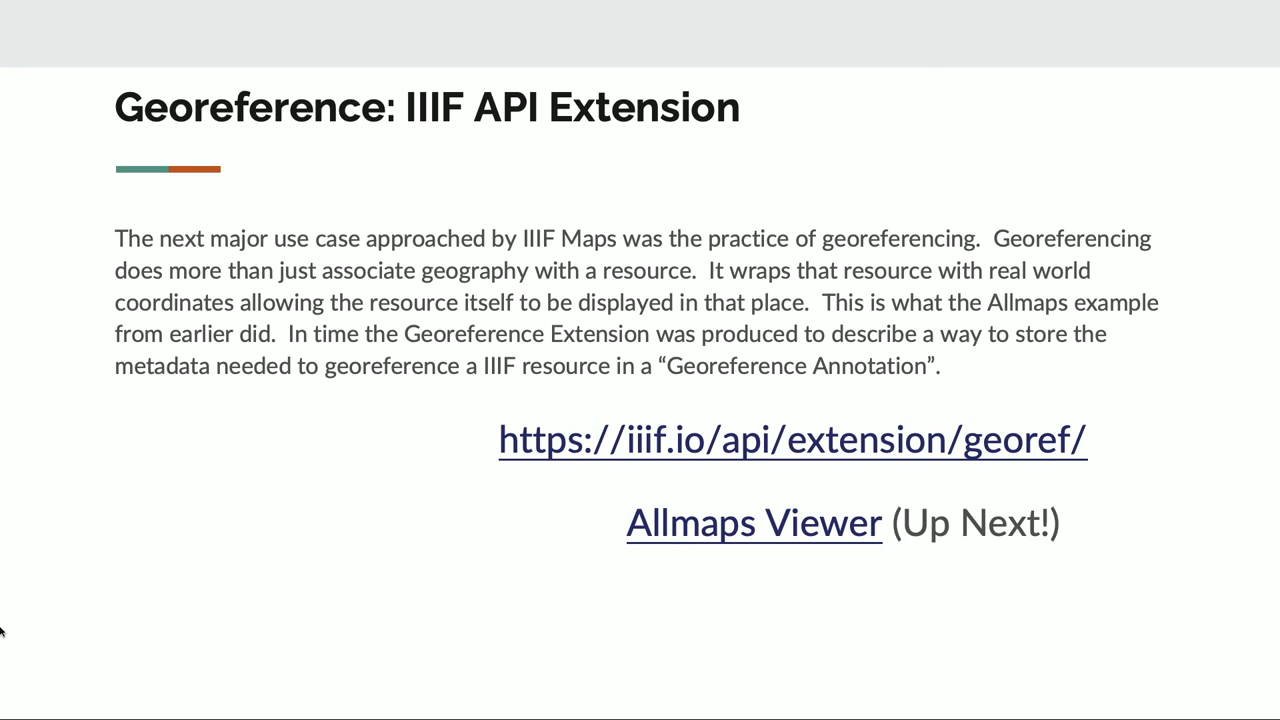 Georeference: IIIF API Extension
The next major use case approached by IIIF Maps was the practice of georeferencing.  Georeferencing
does more than just associate geography with a resource.  It wraps that resource with real world
coordinates allowing the resource itself to be displayed in that place.  This is what the Allmaps example
from earlier did.  In time the Georeference Extension was produced to describe a way to store the
metadata needed to georeference a IIIF resource in a “Georeference Annotation”.
https://iiif.io/api/extension/georef/
Allmaps Viewer (Up Next!)